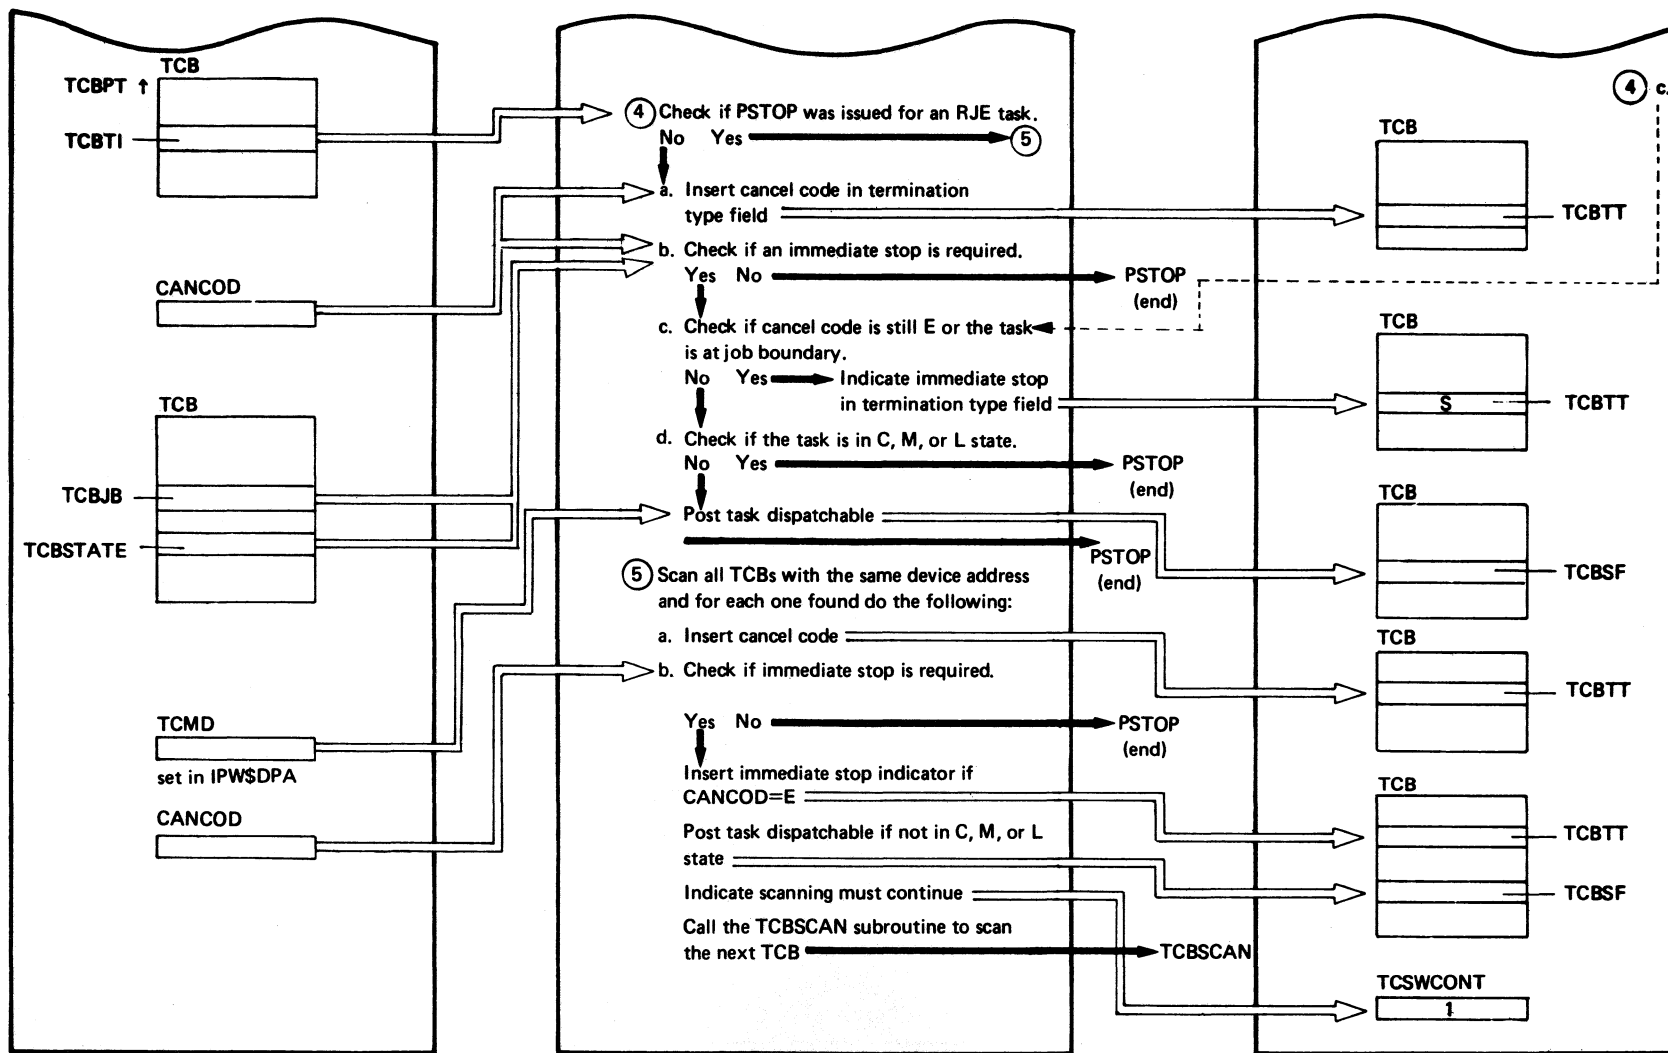 TCB
TCBPT ↑
TCBTI
CANCOD
TCB
TCBJB
TCBSTATE
TCMD
set in IPW$DPA
CANCOD
4 Check if PSTOP was issued for an RJE task.
No Yes 5
a. Insert cancel code in termination
type field
b. Check if an immediate stop is required.
Yes No PSTOP
(end)
c. Check if cancel code is still E or the task
is at job boundary.
No Yes Indicate immediate stop
in termination type field
d. Check if the task is in C, M, or L state.
No Yes PSTOP
(end)
Post task dispatchable
PSTOP
(end)
5 Scan all TCBs with the same device address
and for each one found do the following:
a. Insert cancel code
b. Check if immediate stop is required.
Yes No PSTOP
(end)
Insert immediate stop indicator if
CANCOD=E
Post task dispatchable if not in C, M, or L
state
Indicate scanning must continue
Call the TCBSCAN subroutine to scan
the next TCB TCBSCAN
4 c.
TCB
TCBTT
TCB
S TCBTT
TCB
TCBSF
TCB
TCBTT
TCB
TCBTT
TCBSF
TCSWCONT
1